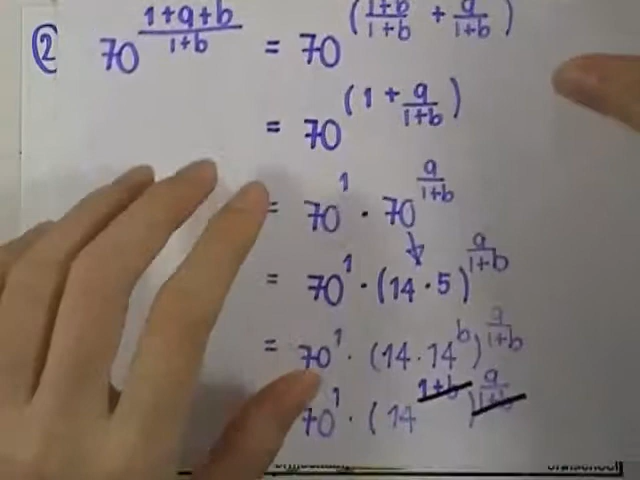 ② 70^((1+a+b)/(1+b)) = 70^((1+b)/(1+b) + a/(1+b))
= 70^(1 + a/(1+b))
= 70^1 · 70^(a/(1+b))
= 70^1 · (14 · 5)^(a/(1+b))
= 70^1 · (14 · 14^b)^(a/(1+b))
70^1 · (14^(1+b))^(a/(1+b))